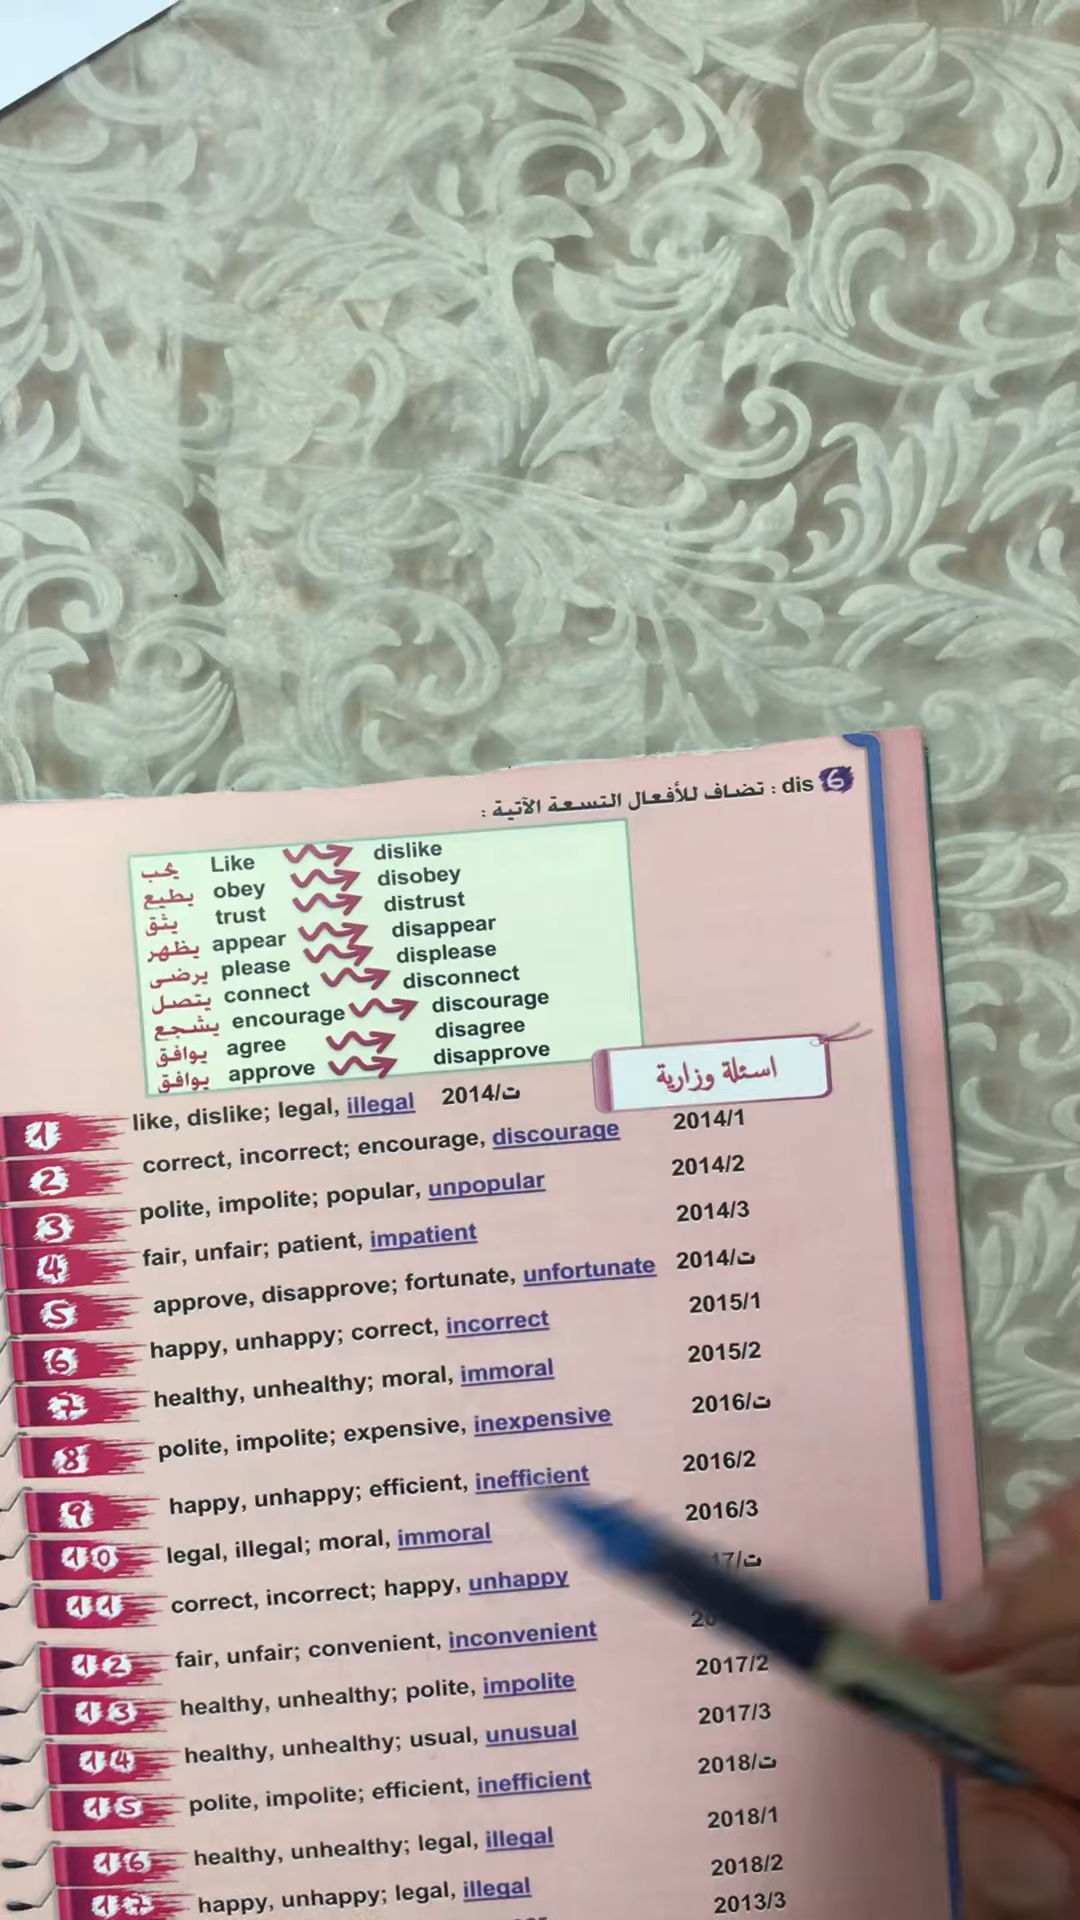 6 dis : تضاف للأفعال التسعة الآتية :
يحب Like dislike
يطيع obey disobey
يثق trust distrust
يظهر appear disappear
يرضى please displease
يتصل connect disconnect
يشجع encourage discourage
يوافق agree disagree
يوافق approve disapprove
اسئلة وزارية
1 like, dislike; legal, illegal 2014/ت
2 correct, incorrect; encourage, discourage 2014/1
3 polite, impolite; popular, unpopular 2014/2
4 fair, unfair; patient, impatient 2014/3
5 approve, disapprove; fortunate, unfortunate 2014/ت
6 happy, unhappy; correct, incorrect 2015/1
7 healthy, unhealthy; moral, immoral 2015/2
8 polite, impolite; expensive, inexpensive 2016/ت
9 happy, unhappy; efficient, inefficient 2016/2
10 legal, illegal; moral, immoral 2016/3
11 correct, incorrect; happy, unhappy 17/ت
12 fair, unfair; convenient, inconvenient
13 healthy, unhealthy; polite, impolite 2017/2
14 healthy, unhealthy; usual, unusual 2017/3
15 polite, impolite; efficient, inefficient 2018/ت
16 healthy, unhealthy; legal, illegal 2018/1
17 happy, unhappy; legal, illegal 2018/2
2013/3